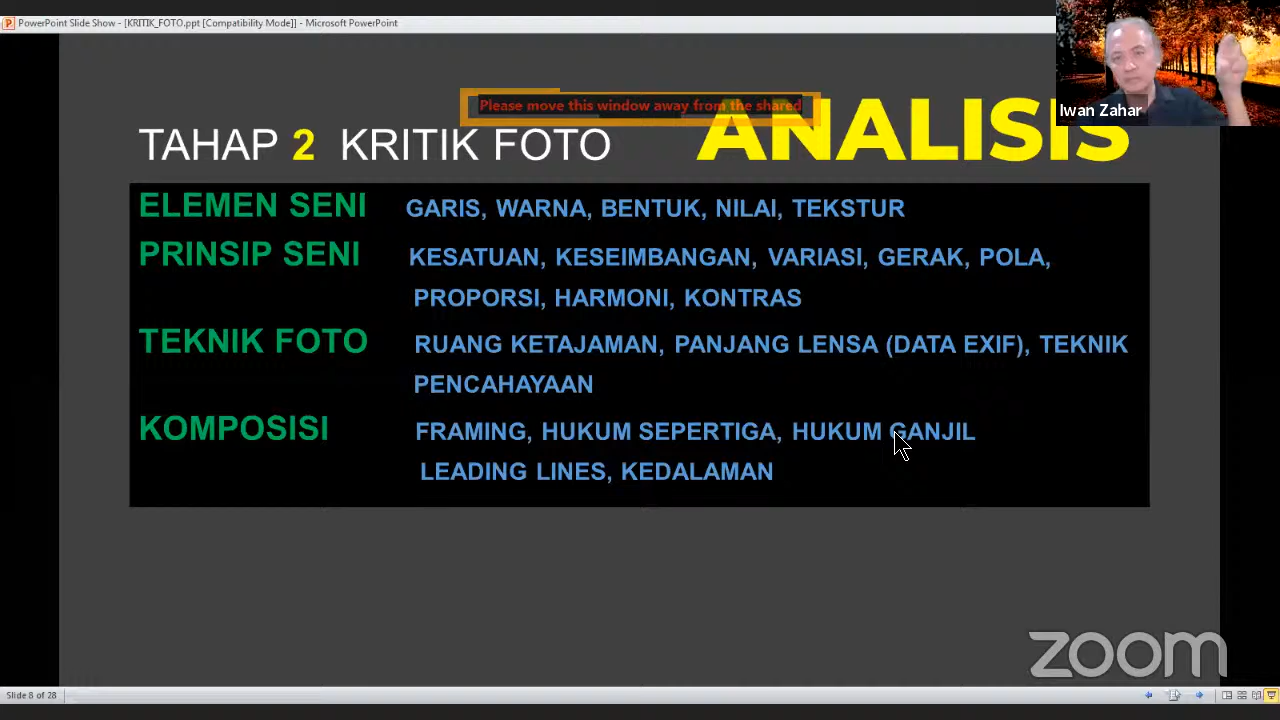 PowerPoint Slide Show - [KRITIK_FOTO.ppt [Compatibility Mode]] - Microsoft PowerPoint
Iwan Zahar
Please move this window away from the shared
TAHAP 2 KRITIK FOTO ANALISIS
ELEMEN SENI GARIS, WARNA, BENTUK, NILAI, TEKSTUR
PRINSIP SENI KESATUAN, KESEIMBANGAN, VARIASI, GERAK, POLA,
PROPORSI, HARMONI, KONTRAS
TEKNIK FOTO RUANG KETAJAMAN, PANJANG LENSA (DATA EXIF), TEKNIK
PENCAHAYAAN
KOMPOSISI FRAMING, HUKUM SEPERTIGA, HUKUM GANJIL
LEADING LINES, KEDALAMAN
zoom
Slide 8 of 28